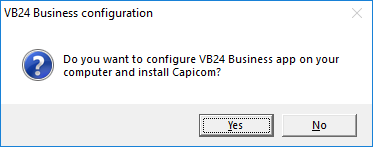 VB24 Business configuration
Do you want to configure VB24 Business app on your
computer and install Capicom?
Yes
No